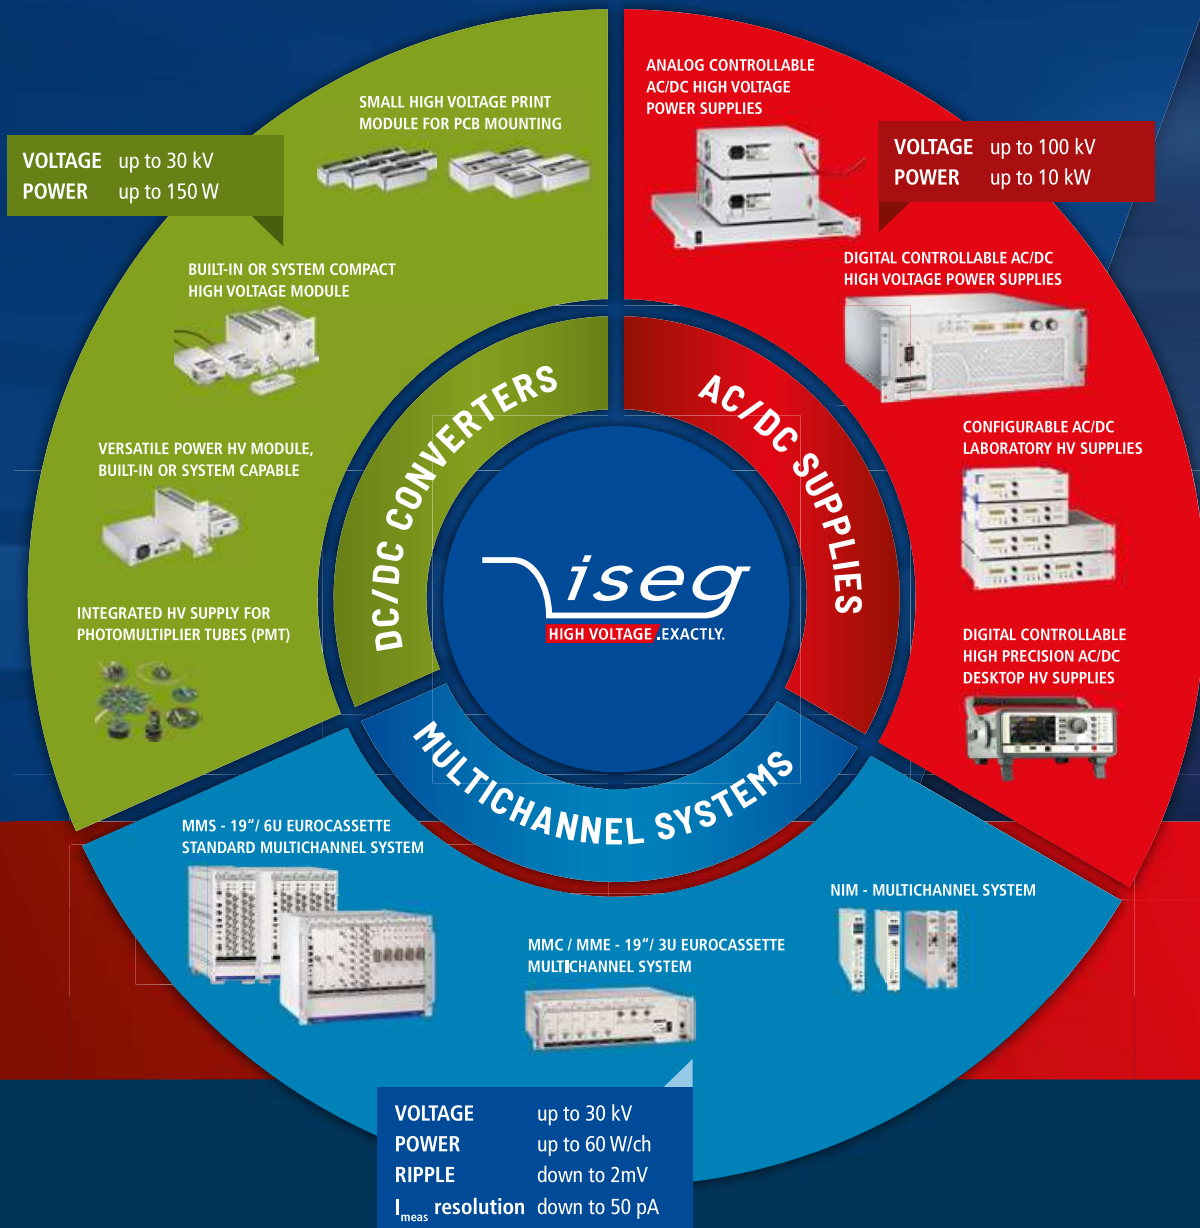 SMALL HIGH VOLTAGE PRINT
MODULE FOR PCB MOUNTING
VOLTAGE up to 30 kV
POWER up to 150 W
BUILT-IN OR SYSTEM COMPACT
HIGH VOLTAGE MODULE
VERSATILE POWER HV MODULE,
BUILT-IN OR SYSTEM CAPABLE
INTEGRATED HV SUPPLY FOR
PHOTOMULTIPLIER TUBES (PMT)
DC/DC CONVERTERS
ANALOG CONTROLLABLE
AC/DC HIGH VOLTAGE
POWER SUPPLIES
VOLTAGE up to 100 kV
POWER up to 10 kW
DIGITAL CONTROLLABLE AC/DC
HIGH VOLTAGE POWER SUPPLIES
CONFIGURABLE AC/DC
LABORATORY HV SUPPLIES
DIGITAL CONTROLLABLE
HIGH PRECISION AC/DC
DESKTOP HV SUPPLIES
AC/DC SUPPLIES
iseg
HIGH VOLTAGE.EXACTLY.
MULTICHANNEL SYSTEMS
MMS - 19"/ 6U EUROCASSETTE
STANDARD MULTICHANNEL SYSTEM
MMC / MME - 19"/ 3U EUROCASSETTE
MULTICHANNEL SYSTEM
NIM - MULTICHANNEL SYSTEM
VOLTAGE up to 30 kV
POWER up to 60 W/ch
RIPPLE down to 2mV
Imeas resolution down to 50 pA